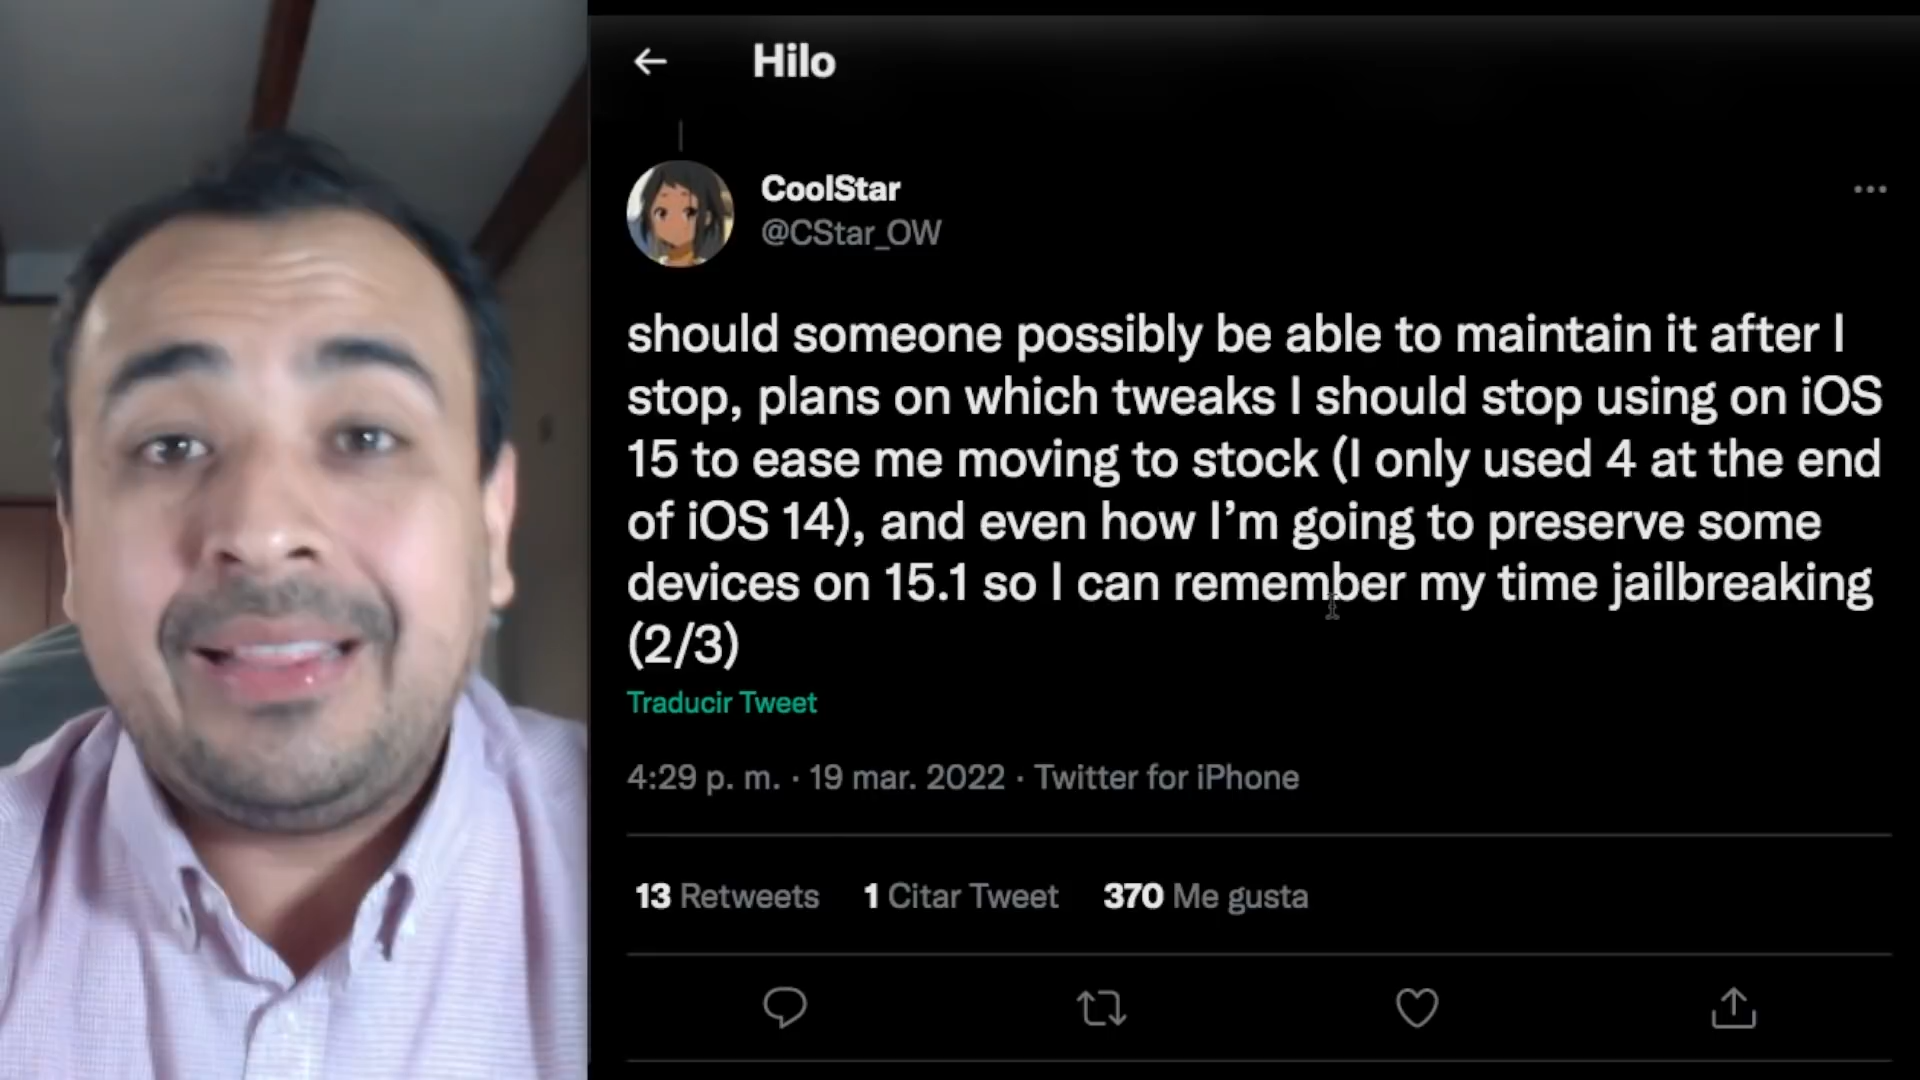 Hilo
CoolStar
@CStar_OW
should someone possibly be able to maintain it after I
stop, plans on which tweaks I should stop using on iOS
15 to ease me moving to stock (I only used 4 at the end
of iOS 14), and even how I’m going to preserve some
devices on 15.1 so I can remember my time jailbreaking
(2/3)
Traducir Tweet
4:29 p. m. · 19 mar. 2022 · Twitter for iPhone
13 Retweets 1 Citar Tweet 370 Me gusta